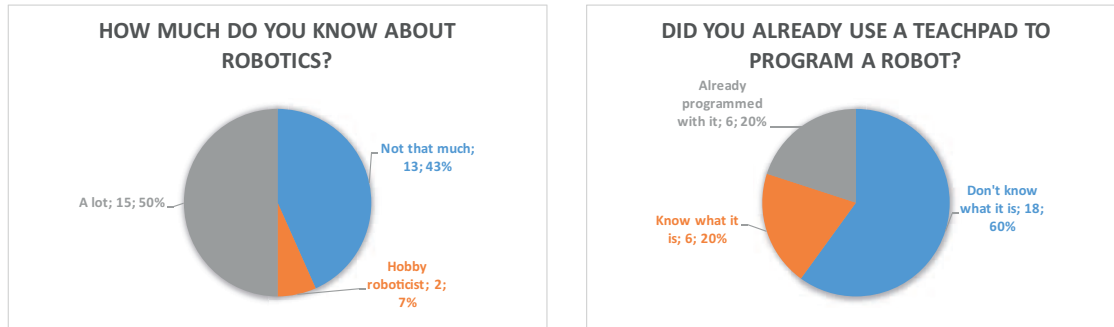 HOW MUCH DO YOU KNOW ABOUT
ROBOTICS?
Not that much;
13; 43%
A lot; 15; 50%
Hobby
roboticist; 2;
7%
DID YOU ALREADY USE A TEACHPAD TO
PROGRAM A ROBOT?
Already
programmed
with it; 6; 20%
Don't know
what it is; 18;
60%
Know what it
is; 6; 20%